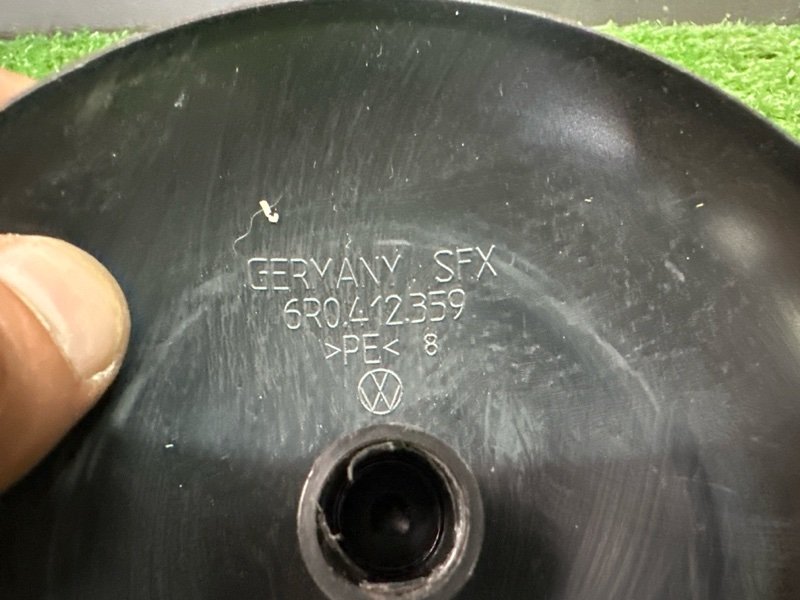 GERMANY SFX
6R0.412.359
>PE< 8